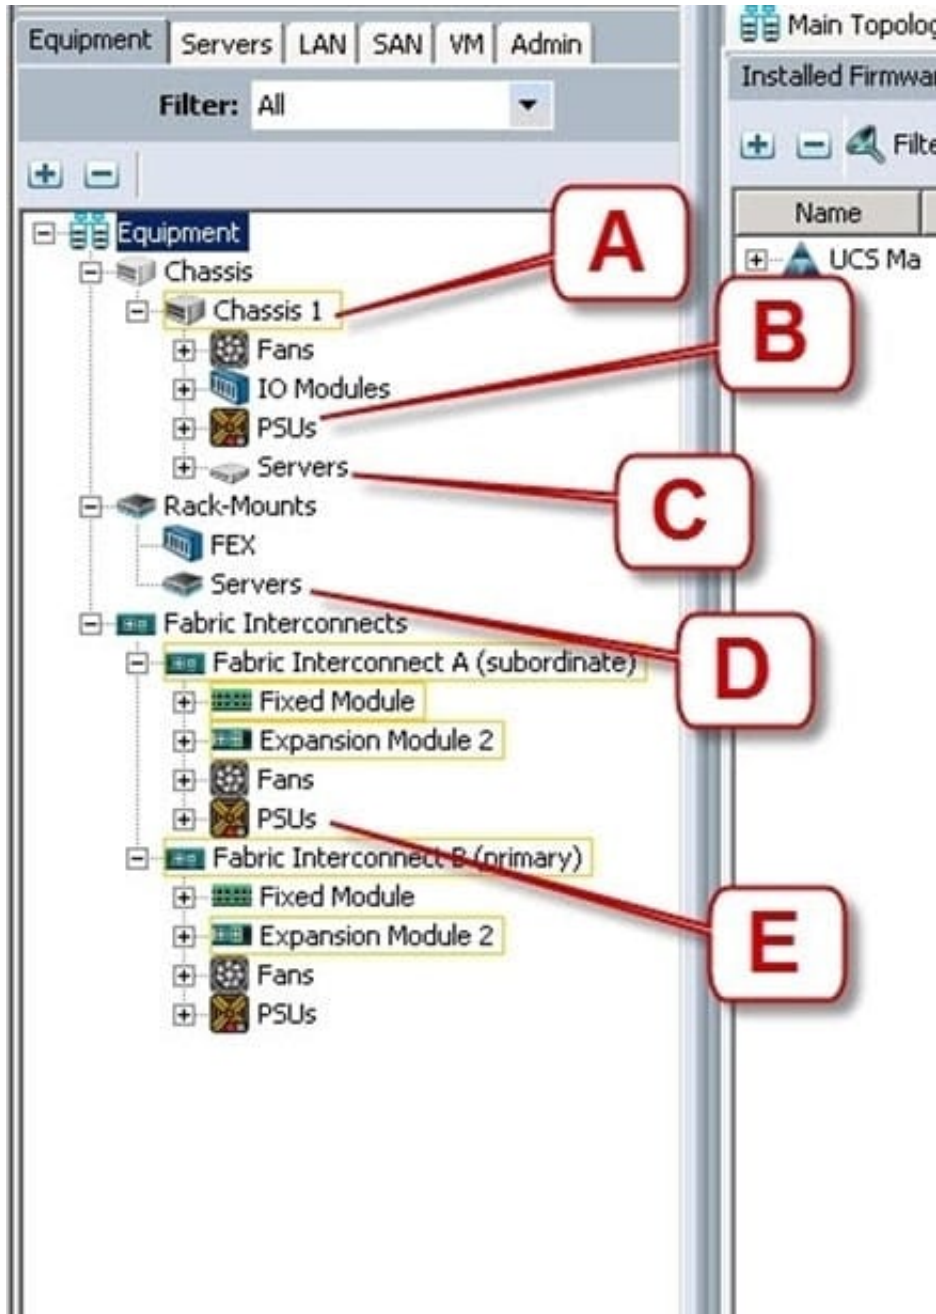 Equipment Servers LAN SAN VM Admin
Filter: All
Equipment
Chassis
Chassis 1
Fans
IO Modules
PSUs
Servers
Rack-Mounts
FEX
Servers
Fabric Interconnects
Fabric Interconnect A (subordinate)
Fixed Module
Expansion Module 2
Fans
PSUs
Fabric Interconnect B (primary)
Fixed Module
Expansion Module 2
Fans
PSUs
A
B
C
D
E
Main Topolog
Installed Firmwar
Filte
Name
UCS Ma